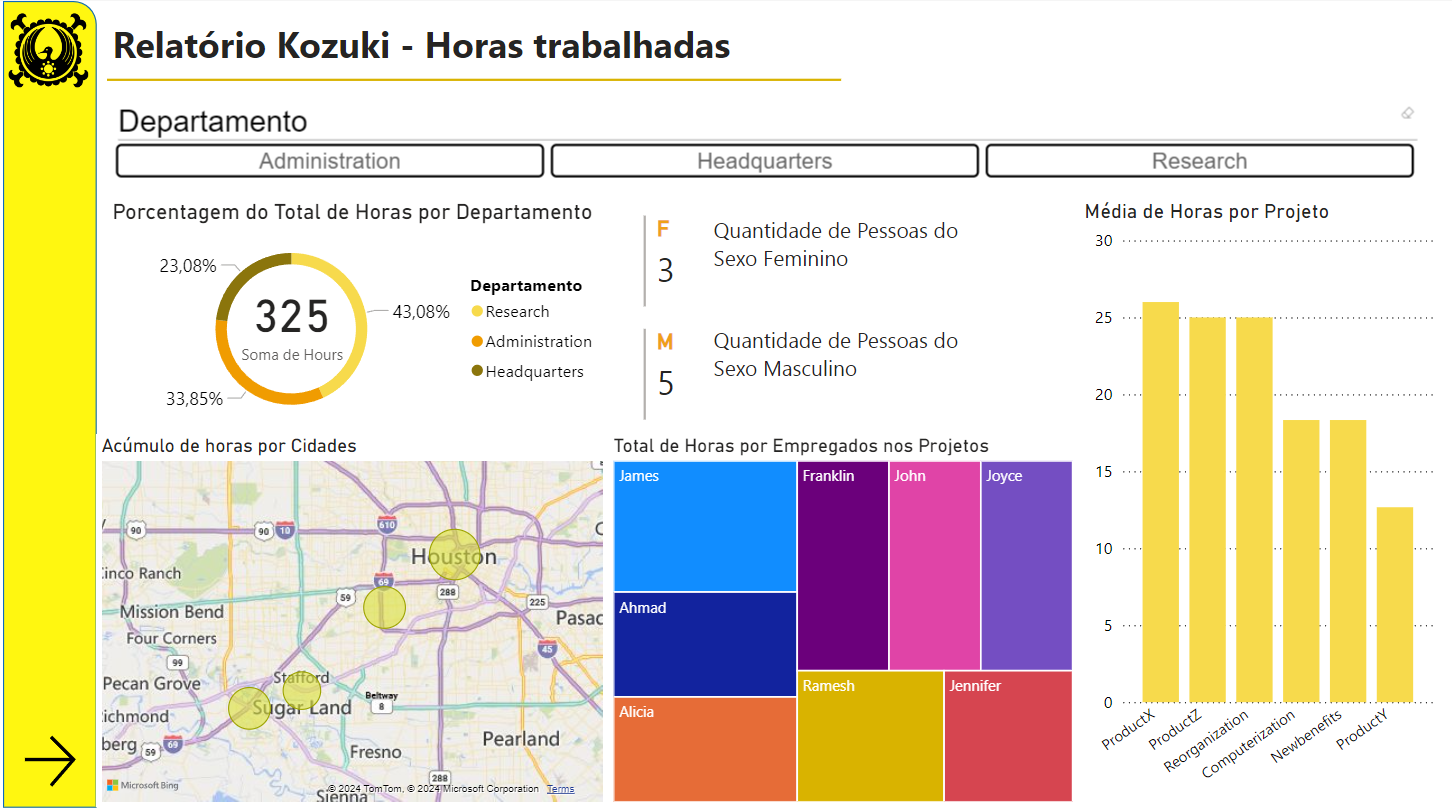 Relatório Kozuki - Horas trabalhadas
Departamento
Administration
Headquarters
Research
Porcentagem do Total de Horas por Departamento
23,08%
43,08%
33,85%
325
Soma de Hours
Departamento
Research
Administration
Headquarters
F
3
Quantidade de Pessoas do
Sexo Feminino
M
5
Quantidade de Pessoas do
Sexo Masculino
Média de Horas por Projeto
30
25
20
15
10
5
0
ProductX
ProductZ
Reorganization
Computerization
Newbenefits
ProductY
Acúmulo de horas por Cidades
610
90
90
10
Houston
inco Ranch
69
59
288
225
Mission Bend
Pasac
Four Corners
45
99
Stafford
Pecan Grove
Beltway
8
Sugar Land
ichmond
berg
59
69
Pearland
Fresno
288
Sienna
Microsoft Bing
© 2024 TomTom, © 2024 Microsoft Corporation
Terms
Total de Horas por Empregados nos Projetos
James
Franklin
John
Joyce
Ahmad
Alicia
Ramesh
Jennifer